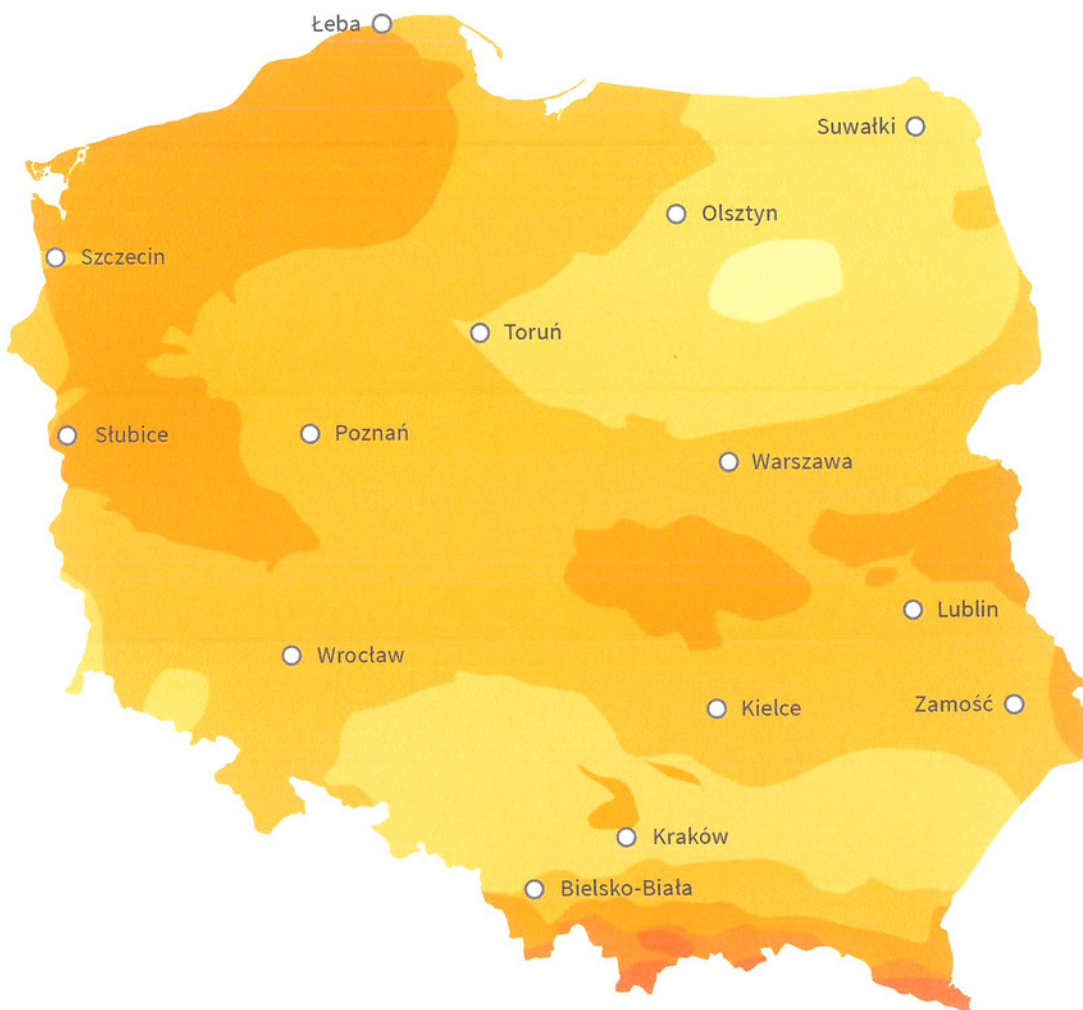 Łeba
Suwałki
Olsztyn
Szczecin
Toruń
Słubice
Poznań
Warszawa
Lublin
Wrocław
Kielce
Zamość
Kraków
Bielsko-Biała